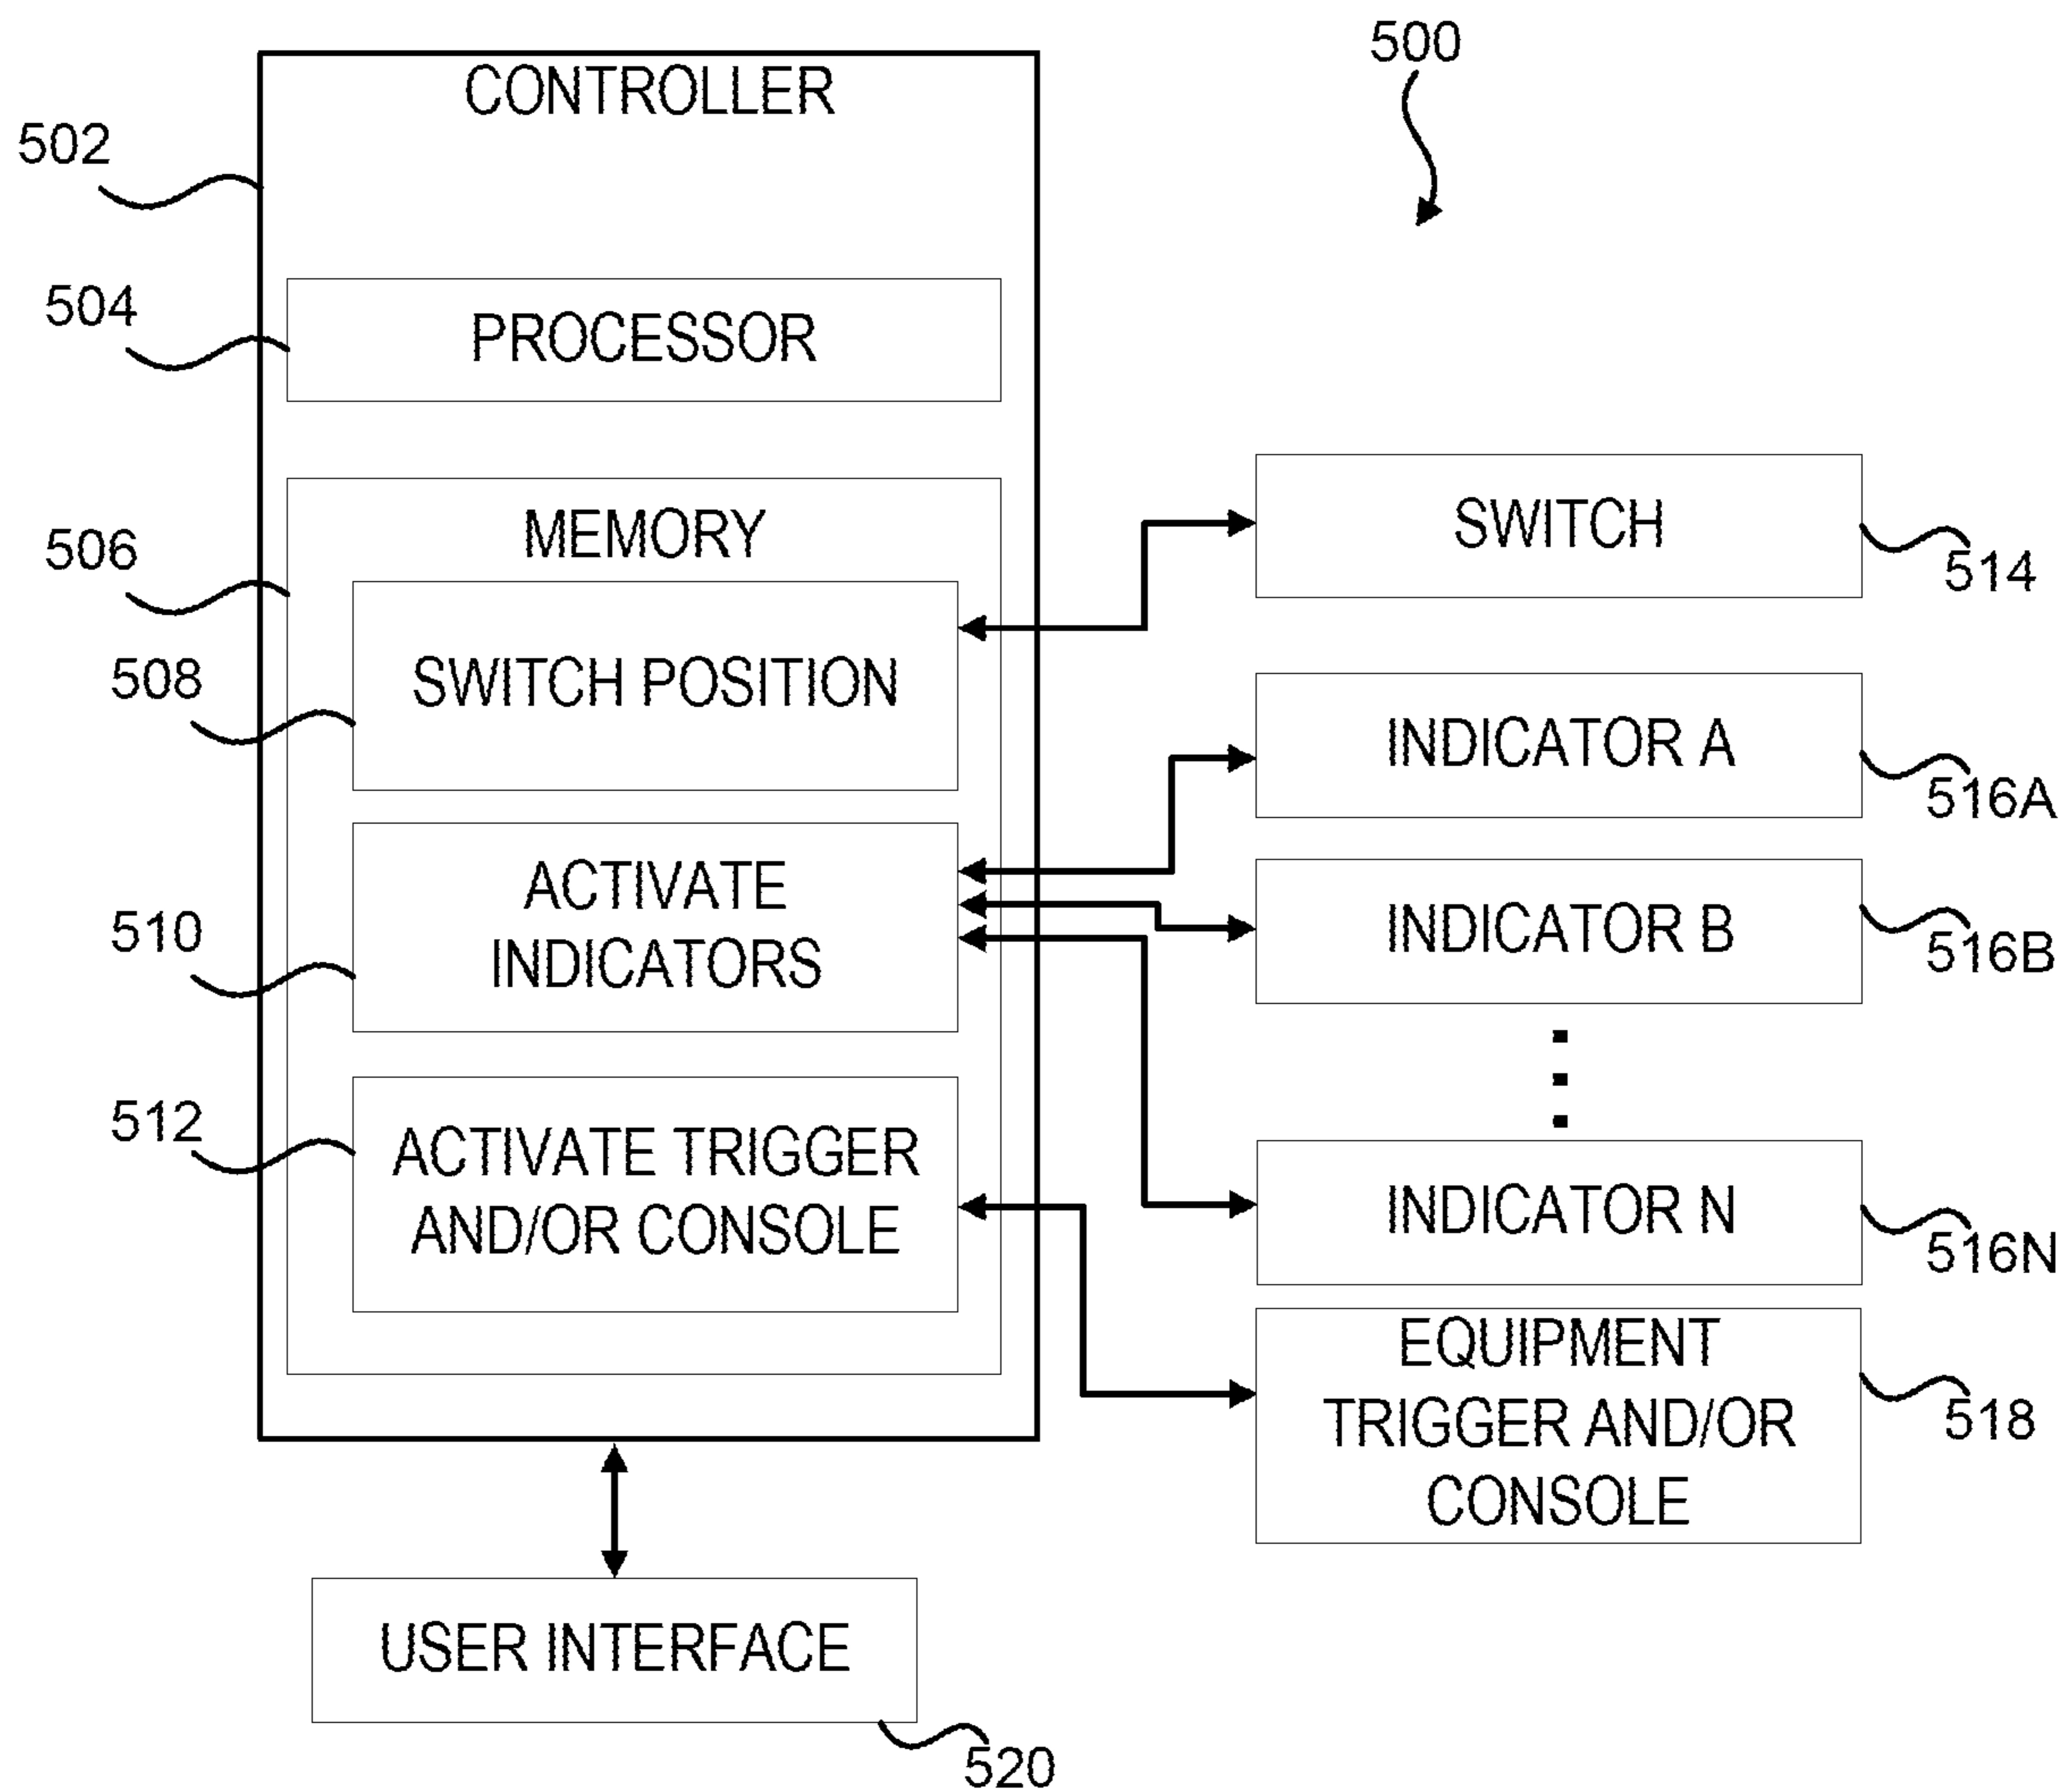 500
CONTROLLER
502
504
PROCESSOR
506
MEMORY
508
SWITCH POSITION
510
ACTIVATE
INDICATORS
512
ACTIVATE TRIGGER
AND/OR CONSOLE
SWITCH
514
INDICATOR A
516A
INDICATOR B
516B
INDICATOR N
516N
EQUIPMENT
TRIGGER AND/OR
CONSOLE
518
USER INTERFACE
520